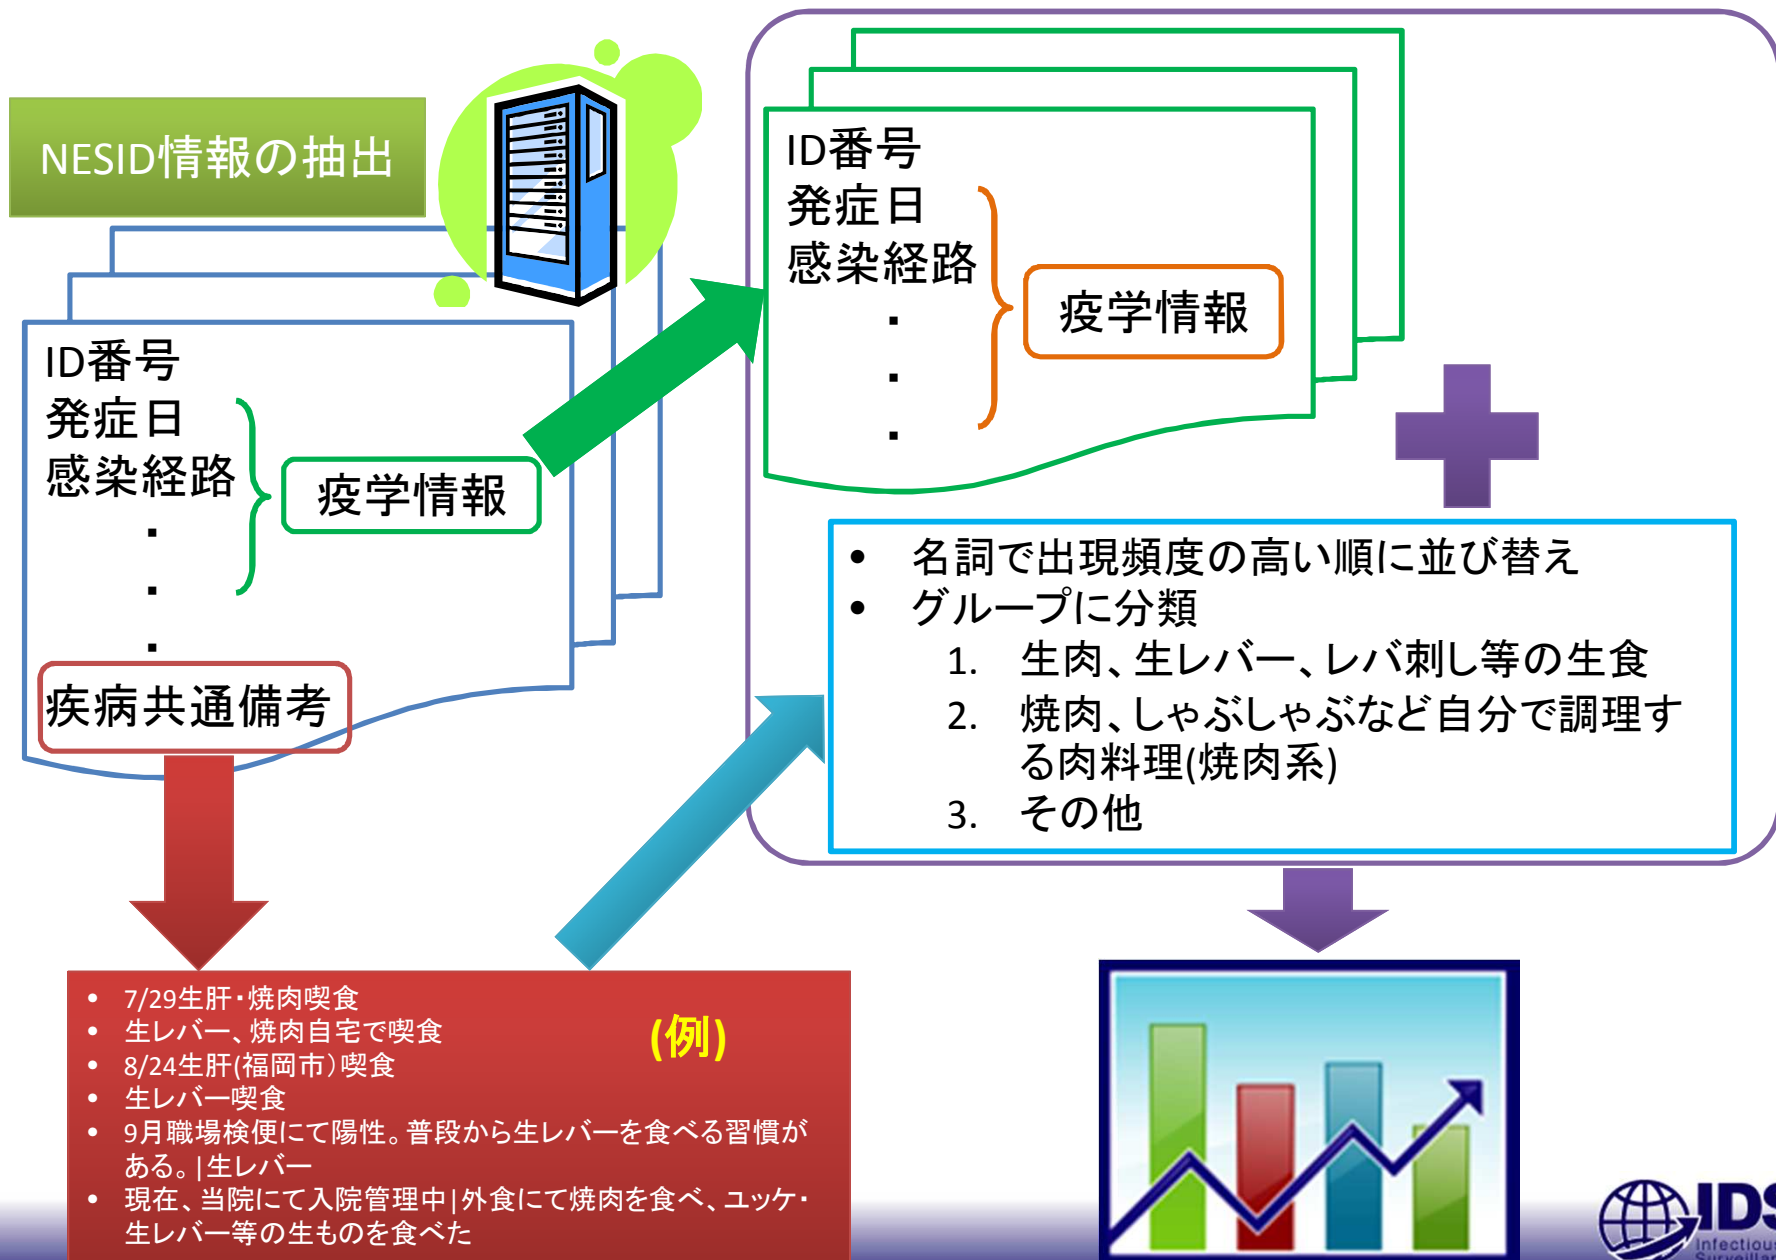 NESID情報の抽出
ID番号
発症日
感染経路
・
・
・
疫学情報
疾病共通備考
ID番号
発症日
感染経路
・
・
・
疫学情報
• 名詞で出現頻度の高い順に並び替え
• グループに分類
1. 生肉、生レバー、レバ刺し等の生食
2. 焼肉、しゃぶしゃぶなど自分で調理す
る肉料理(焼肉系)
3. その他
(例)
• 7/29生肝・焼肉喫食
• 生レバー、焼肉自宅で喫食
• 8/24生肝(福岡市）喫食
• 生レバー喫食
• 9月職場検便にて陽性。普段から生レバーを食べる習慣が
ある。|生レバー
• 現在、当院にて入院管理中|外食にて焼肉を食べ、ユッケ・
生レバー等の生ものを食べた
IDS
Infectious